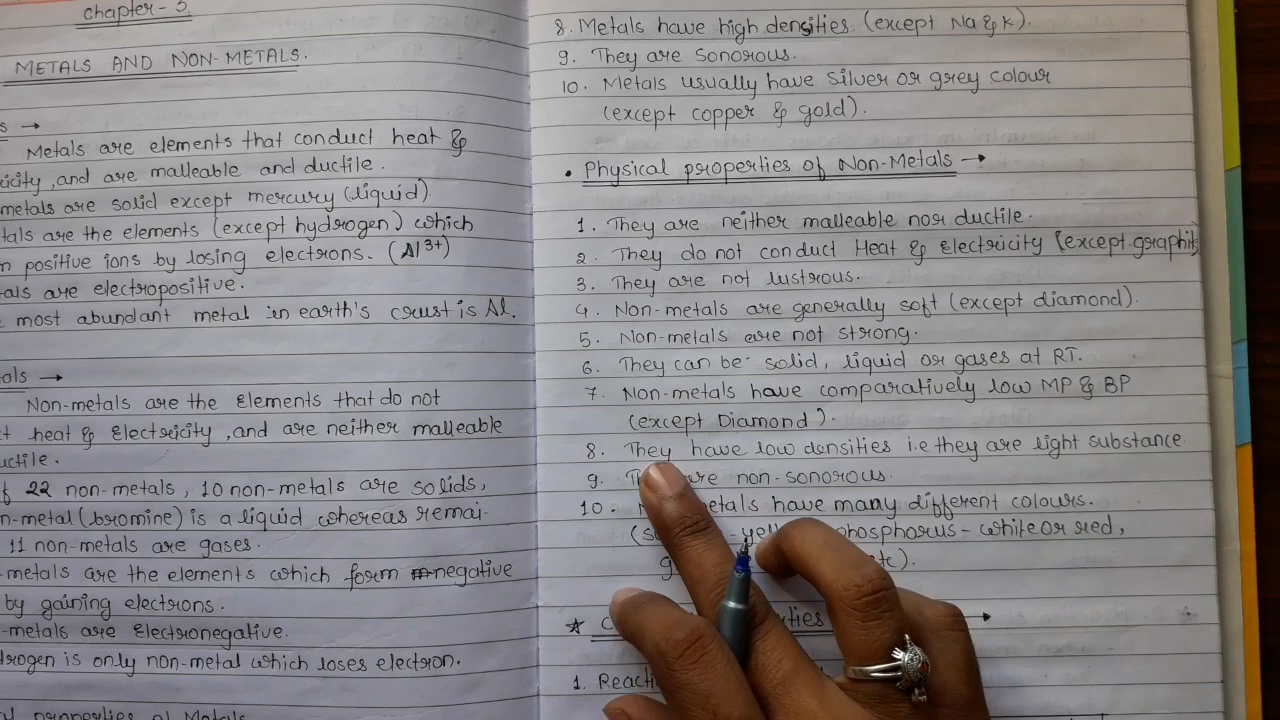 chapter - 5.
METALS AND NON-METALS.
→
Metals are elements that conduct heat &
icity, and are malleable and ductile.
metals are solid except mercury (liquid).
tals are the elements (except hydrogen) which
positive ions by losing electrons. (Al³⁺)
als are electropositive.
most abundant metal in earth's crust is Al.
als →
Non-metals are the Elements that do not
t heat & Electricity, and are neither malleable
uctile.
22 non-metals, 10 non-metals are solids,
n-metal (bromine) is a liquid whereas remai-
11 non-metals are gases.
metals are the elements which form negative
by gaining electrons.
-metals are Electronegative.
drogen is only non-metal which loses electron.
properties of Metals
8. Metals have high densities (except Na & K).
9. They are sonorous.
10. Metals usually have silver or grey colour
(except copper & gold).
• Physical properties of Non-Metals →
1. They are neither malleable nor ductile.
2. They do not conduct Heat & Electricity [except graphit
3. They are not lustrous.
4. Non-metals are generally soft (except diamond).
5. Non-metals are not strong.
6. They can be solid, liquid or gases at RT.
7. Non-metals have comparatively low MP & BP
(except Diamond).
8. They have low densities i.e they are light substance.
9. are non-sonorous.
10. metals have many different colours.
phosphorus - white or red,
etc).
→
1. Reacti